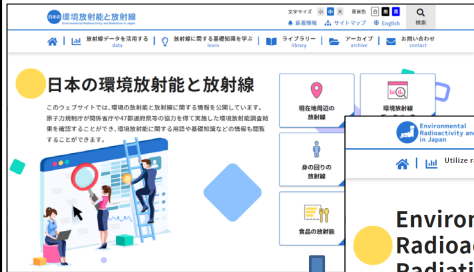 日本の環境放射能と放射線
文字サイズ 小 中 大 背景色 白 黒 青
検索
新着情報 サイトマップ English
放射線データを活用する
data
放射線に関する基礎知識を学ぶ
learn
ライブラリー
library
アーカイブ
archive
お問い合わせ
contact
日本の環境放射能と放射線
このウェブサイトでは、環境の放射能と放射線に関する情報を公開しています。
原子力規制庁が関係省庁や47都道府県等の協力を得て実施した環境放射能調査結
果を確認することができ、環境放射能に関する用語や基礎知識などの情報も閲覧
することができます。
現在地周辺の
放射線
環境放射線
身の回りの
放射線
食品の放射能
Environmental
Radioactivity and
in Japan
Utilize ra
Environ
Radioac
Radiati